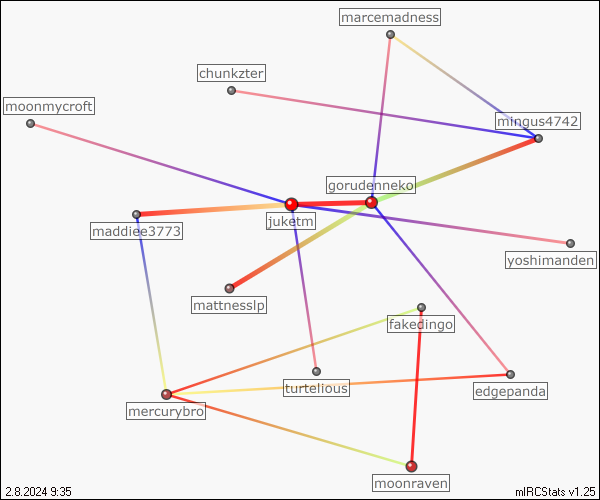 marcemadness
chunkzter
moonmycroft
mingus4742
gorudenneko
juketm
maddiee3773
yoshimanden
mattnesslp
fakedingo
turtelious
edgepanda
mercurybro
moonraven
2.8.2024 9:35
mIRCStats v1.25